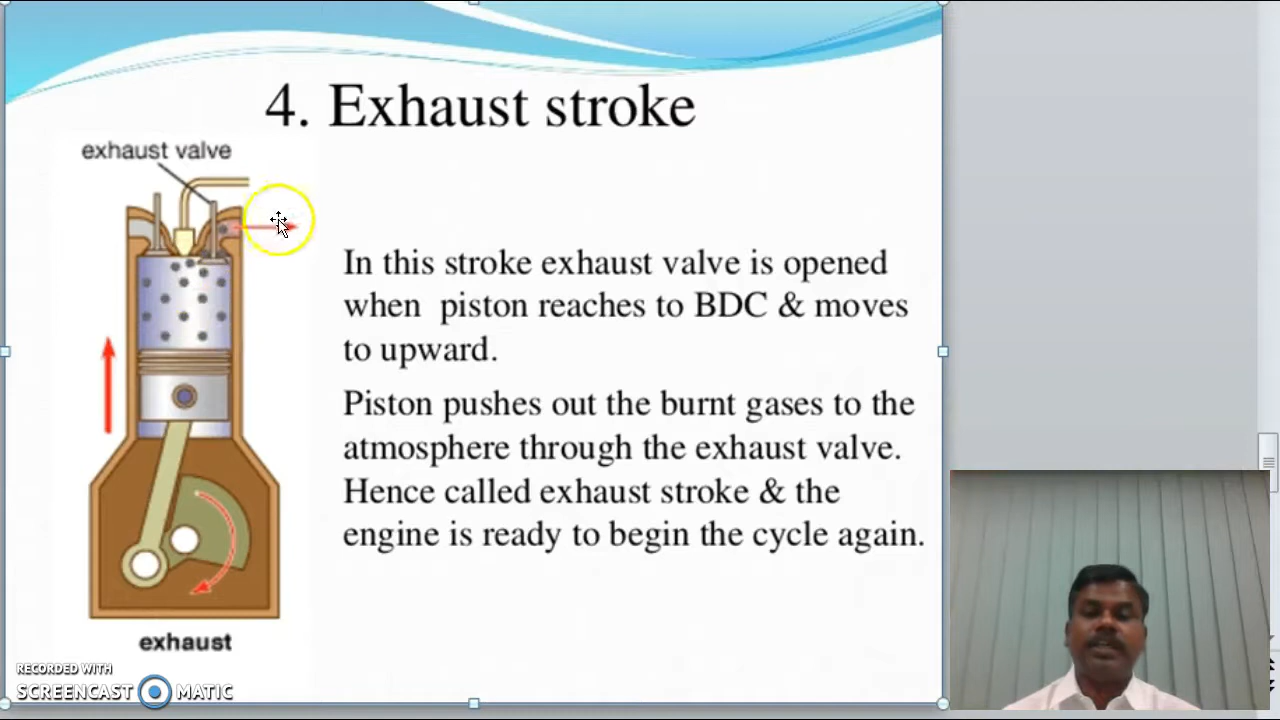 4. Exhaust stroke
exhaust valve
In this stroke exhaust valve is opened
when piston reaches to BDC & moves
to upward.
Piston pushes out the burnt gases to the
atmosphere through the exhaust valve.
Hence called exhaust stroke & the
engine is ready to begin the cycle again.
exhaust
RECORDED WITH
SCREENCAST MATIC